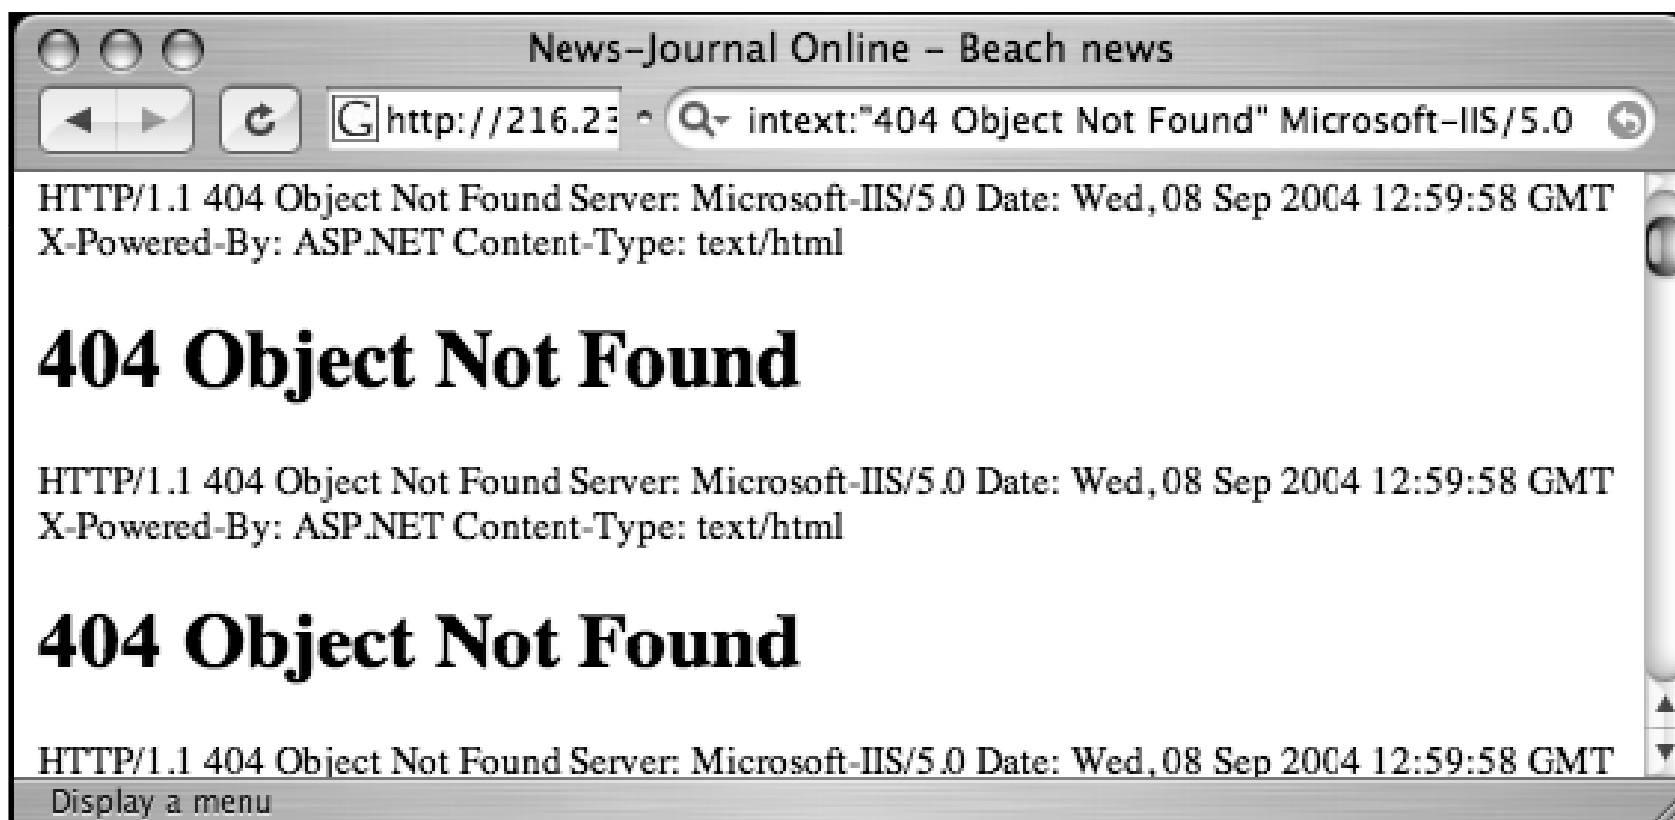 News-Journal Online - Beach news
http://216.23
intext:"404 Object Not Found" Microsoft-IIS/5.0
HTTP/1.1 404 Object Not Found Server: Microsoft-IIS/5.0 Date: Wed, 08 Sep 2004 12:59:58 GMT
X-Powered-By: ASP.NET Content-Type: text/html
404 Object Not Found
HTTP/1.1 404 Object Not Found Server: Microsoft-IIS/5.0 Date: Wed, 08 Sep 2004 12:59:58 GMT
X-Powered-By: ASP.NET Content-Type: text/html
404 Object Not Found
HTTP/1.1 404 Object Not Found Server: Microsoft-IIS/5.0 Date: Wed, 08 Sep 2004 12:59:58 GMT
Display a menu